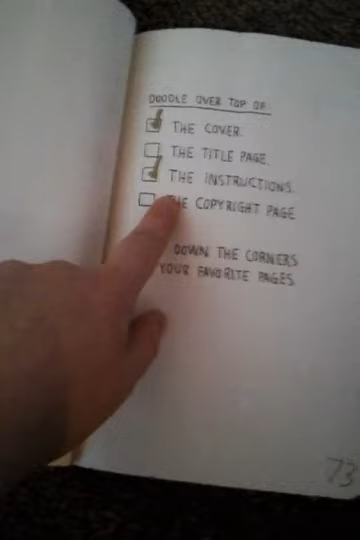 DOODLE OVER TOP OF:
THE COVER.
THE TITLE PAGE.
THE INSTRUCTIONS.
THE COPYRIGHT PAGE
DOWN THE CORNERS
YOUR FAVORITE PAGES
73